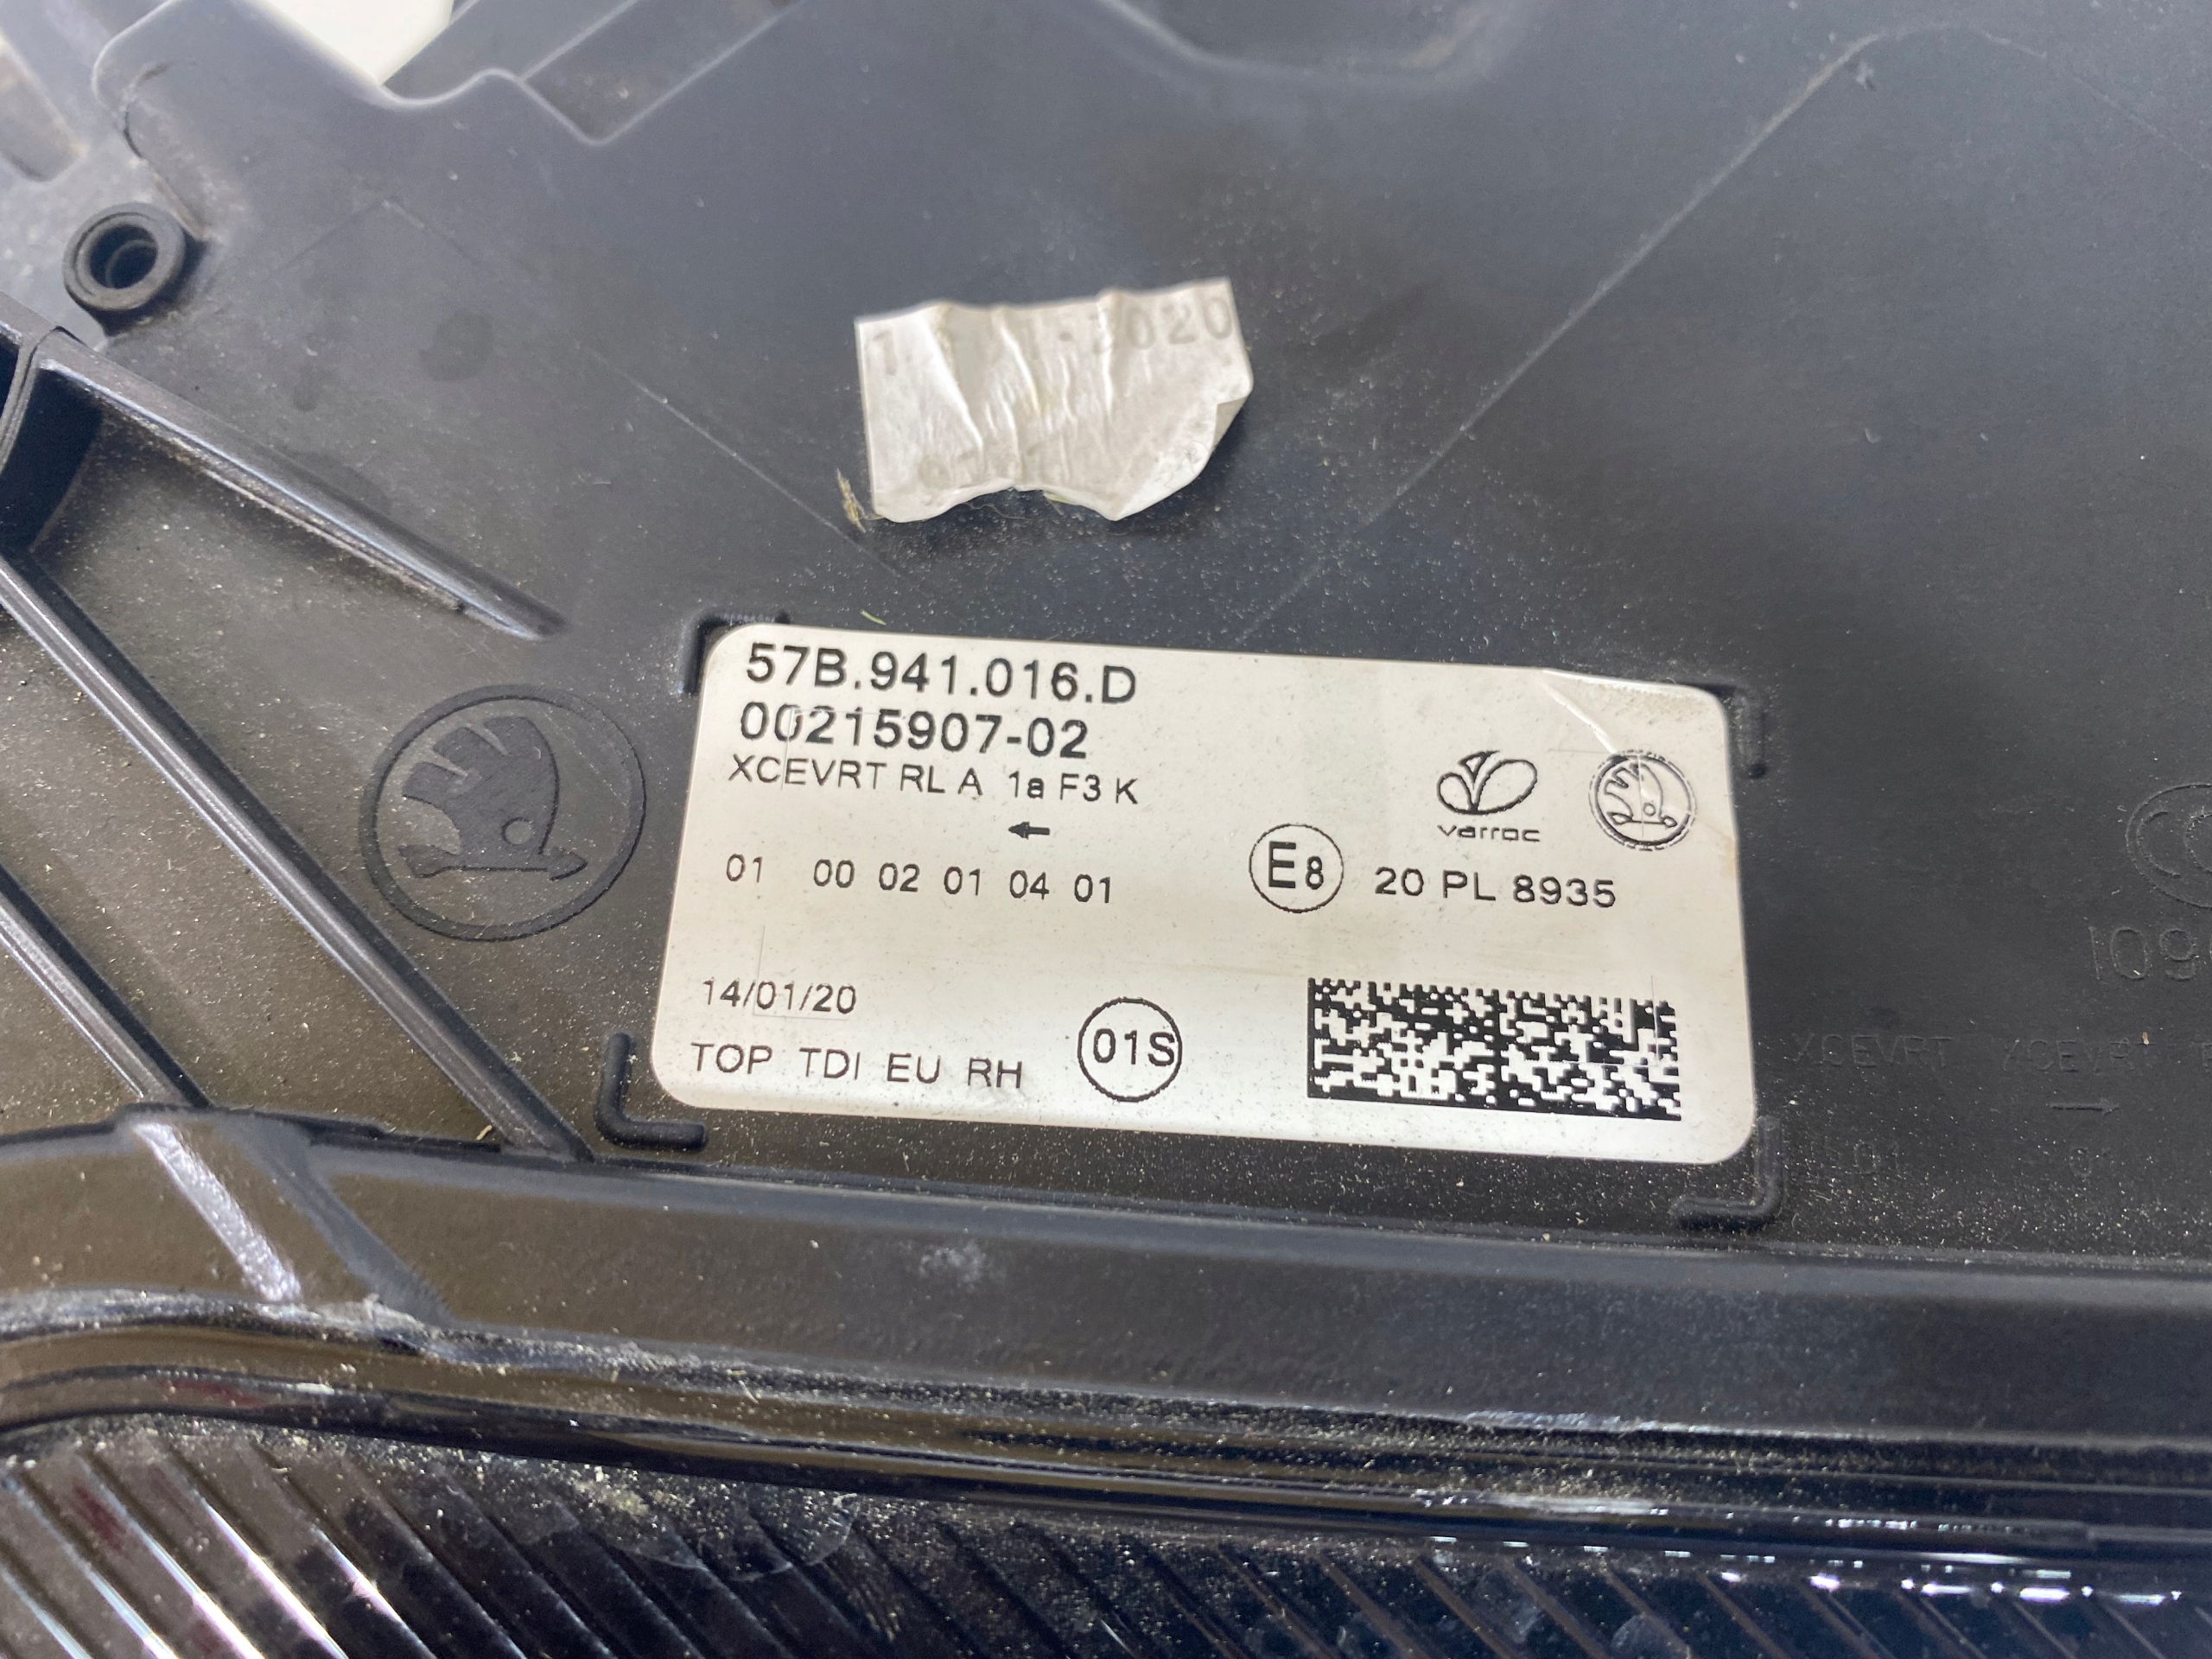 57B.941.016.D
00215907-02
XCEVRT RL A 1a F3 K
←
varroc
01 00 02 01 04 01
E8 20 PL 8935
14/01/20
TOP TDI EU RH 01S
XCEVRT